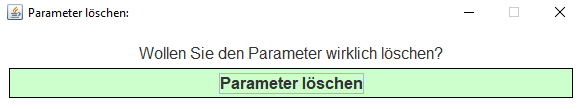 Parameter löschen:
Wollen Sie den Parameter wirklich löschen?
Parameter löschen